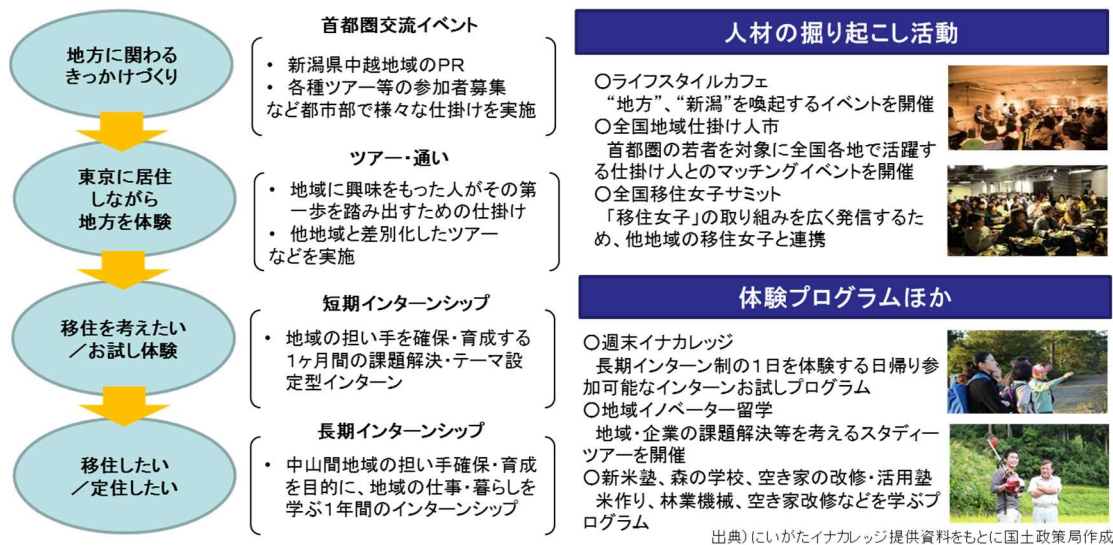 地方に関わる
きっかけづくり
首都圏交流イベント
・ 新潟県中越地域のPR
・ 各種ツアー等の参加者募集
など都市部で様々な仕掛けを実施
東京に居住
しながら
地方を体験
ツアー・通い
・ 地域に興味をもった人がその第
一歩を踏み出すための仕掛け
・ 他地域と差別化したツアー
などを実施
移住を考えたい
／お試し体験
短期インターンシップ
・ 地域の担い手を確保・育成する
1ヶ月間の課題解決・テーマ設
定型インターン
移住したい
／定住したい
長期インターンシップ
・ 中山間地域の担い手確保・育成
を目的に、地域の仕事・暮らしを
学ぶ1年間のインターンシップ
人材の掘り起こし活動
○ライフスタイルカフェ
“地方”、“新潟”を喚起するイベントを開催
○全国地域仕掛け人市
首都圏の若者を対象に全国各地で活躍す
る仕掛け人とのマッチングイベントを開催
○全国移住女子サミット
「移住女子」の取り組みを広く発信するた
め、他地域の移住女子と連携
体験プログラムほか
○週末イナカレッジ
長期インターン制の1日を体験する日帰り参
加可能なインターンお試しプログラム
○地域イノベーター留学
地域・企業の課題解決等を考えるスタディー
ツアーを開催
○新米塾、森の学校、空き家の改修・活用塾
米作り、林業機械、空き家改修などを学ぶプ
ログラム
出典）にいがたイナカレッジ提供資料をもとに国土政策局作成